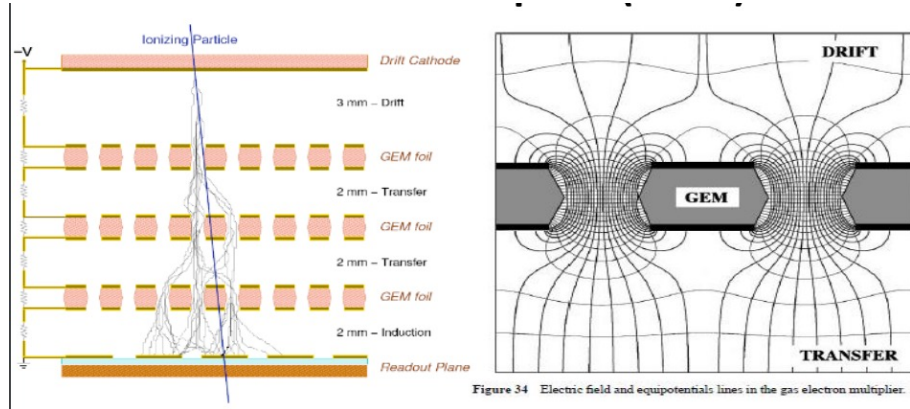 Ionizing Particle
–V
Drift Cathode
3 mm – Drift
GEM foil
2 mm – Transfer
GEM foil
2 mm – Transfer
GEM foil
2 mm – Induction
Readout Plane
DRIFT
GEM
TRANSFER
Figure 34 Electric field and equipotentials lines in the gas electron multiplier.